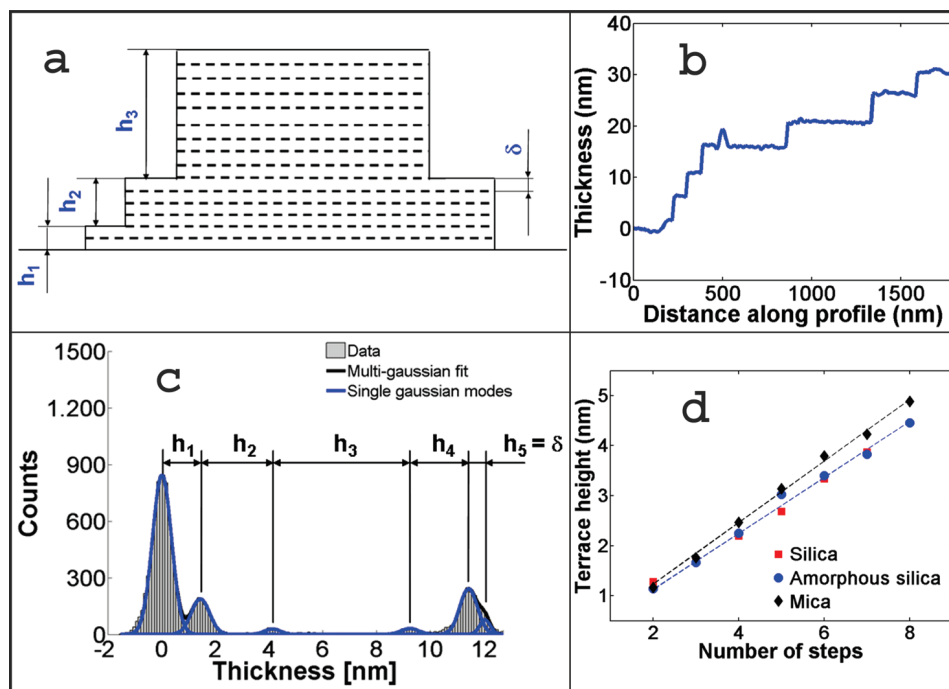 a
h₃
h₂
h₁
δ
b
Thickness (nm)
40
30
20
10
0
-10
0
500
1000
1500
Distance along profile (nm)
c
Data
Multi-gaussian fit
Single gaussian modes
h₁
h₂
h₃
h₄
h₅ = δ
Counts
1500
1.200
900
600
300
0
-2
0
2
4
6
8
10
12
Thickness [nm]
d
Terrace height (nm)
5
4
3
2
1
Silica
Amorphous silica
Mica
2
4
6
8
Number of steps